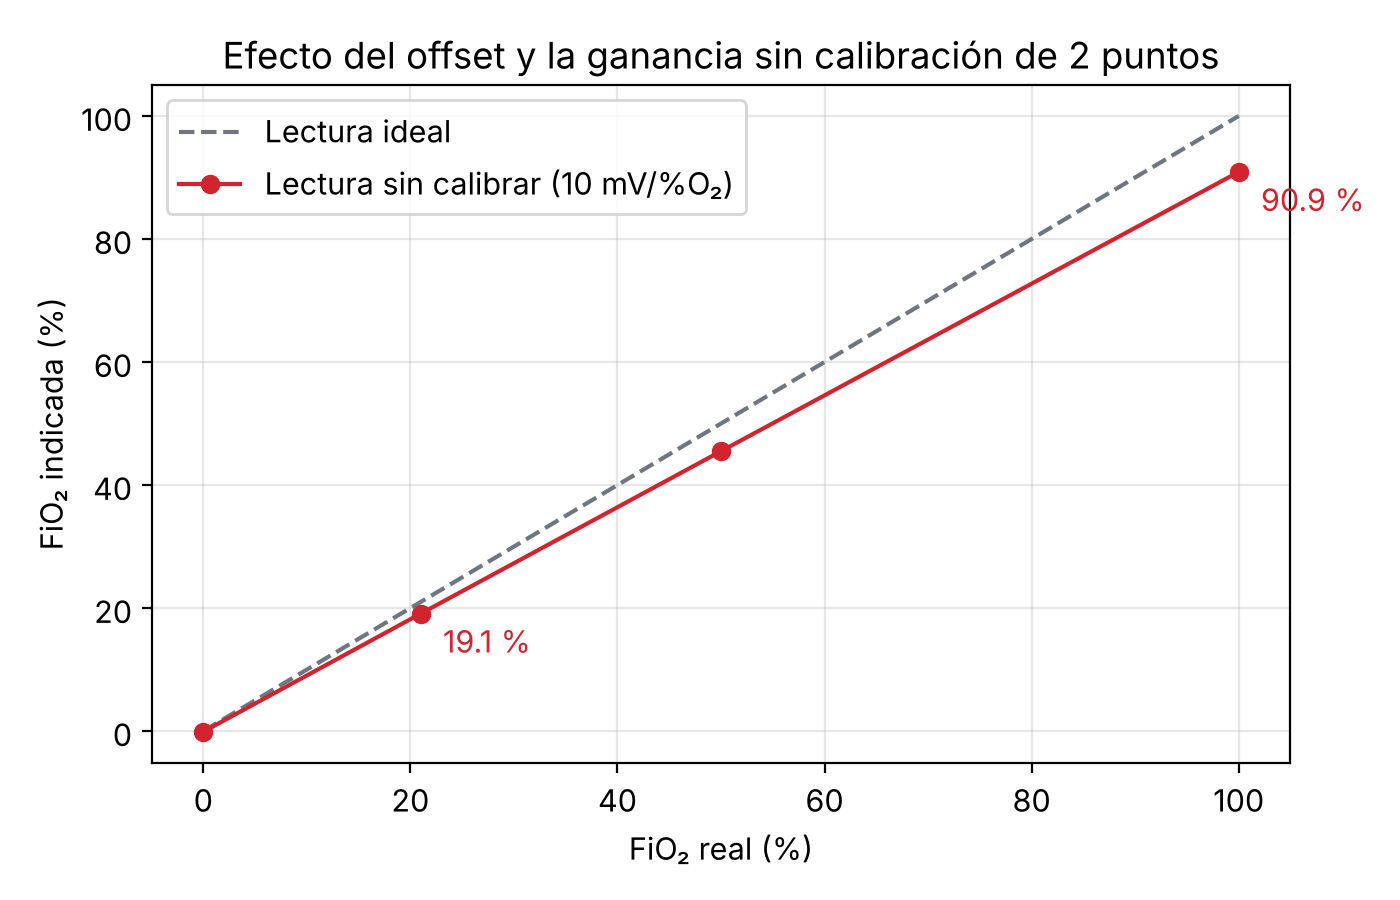 Efecto del offset y la ganancia sin calibración de 2 puntos
Lectura ideal
Lectura sin calibrar (10 mV/%O₂)
100
80
60
40
20
0
FiO₂ indicada (%)
90.9 %
19.1 %
0
20
40
60
80
100
FiO₂ real (%)